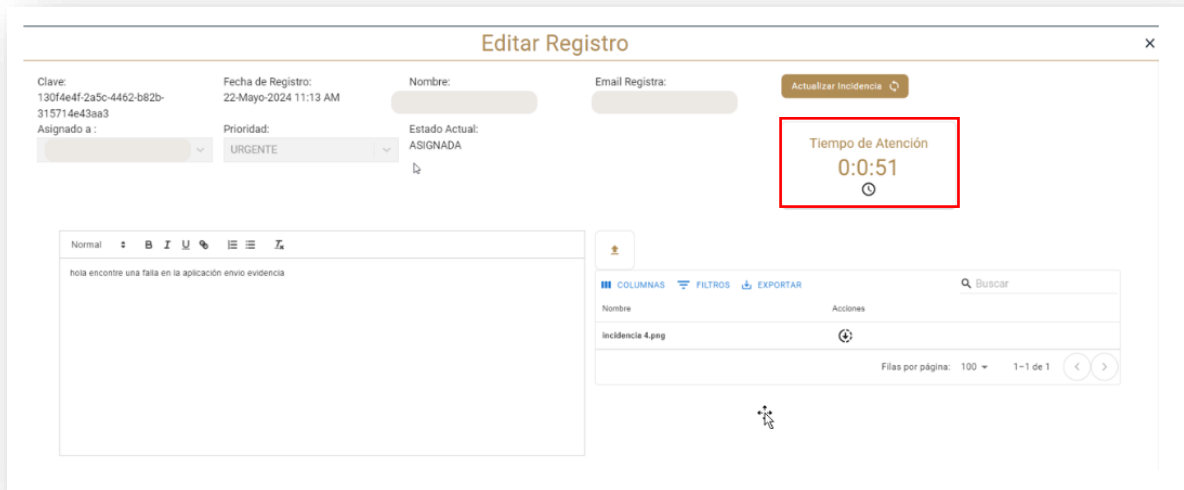 Editar Registro
Clave:
130f4e4f-2a5c-4462-b82b-
315714e43aa3
Fecha de Registro:
22-Mayo-2024 11:13 AM
Nombre:
Email Registra:
Actualizar Incidencia
Asignado a :
Prioridad:
URGENTE
Estado Actual:
ASIGNADA
Tiempo de Atención
0:0:51
Normal B I U Tx
hola encontre una falla en la aplicación envio evidencia
COLUMNAS FILTROS EXPORTAR Buscar
Nombre Acciones
incidencia 4.png
Filas por página: 100 1–1 de 1